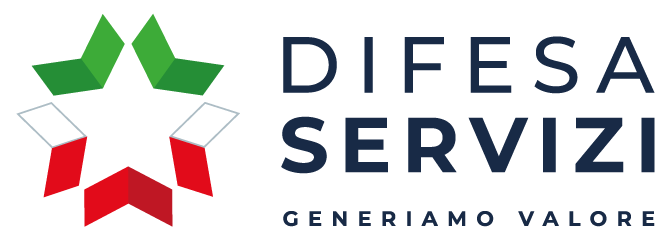 DIFESA
SERVIZI
GENERIAMO VALORE